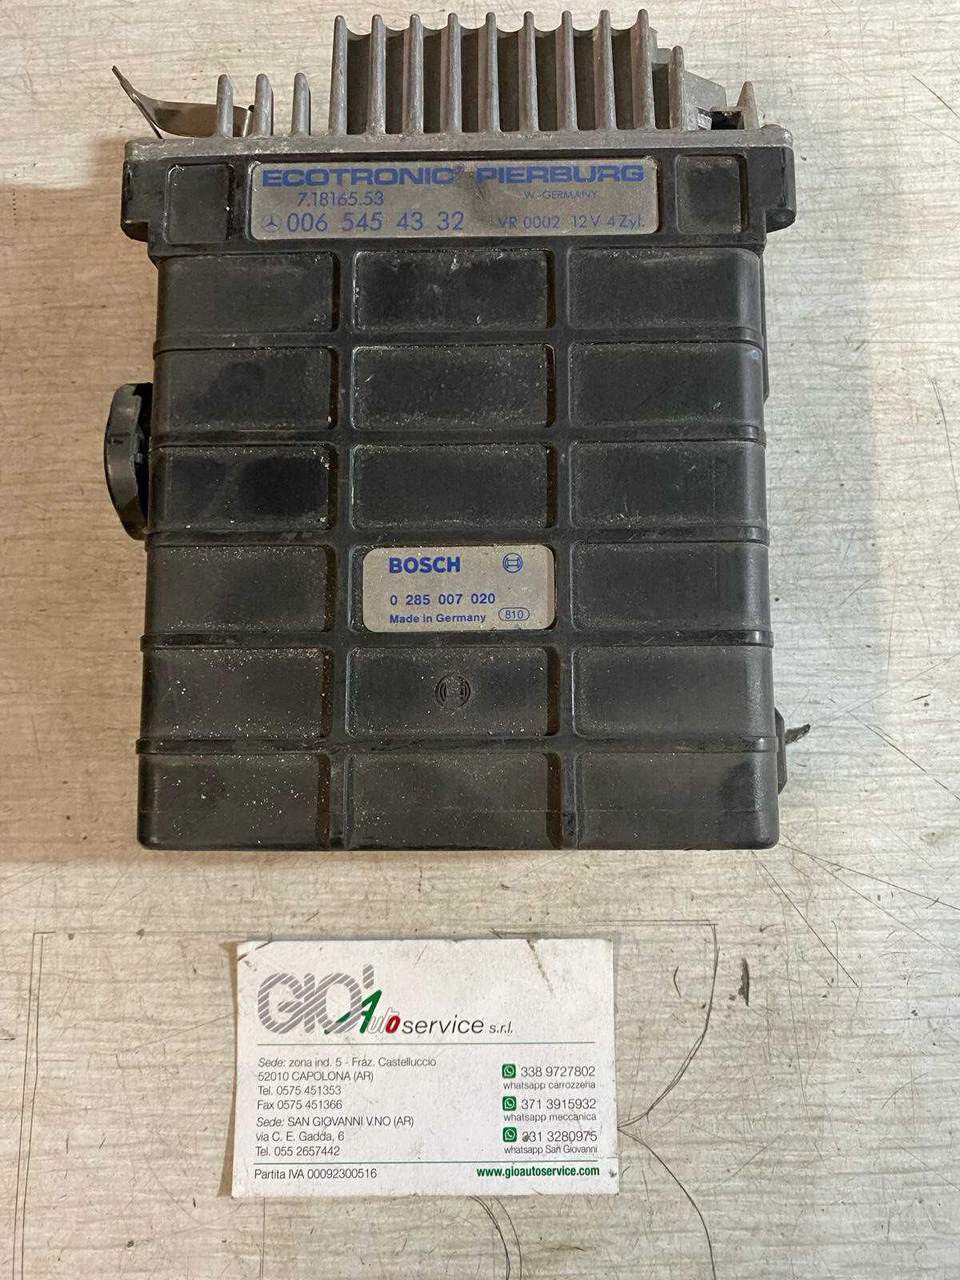 ECOTRONIC® PIERBURG
7.18165.53 W.-GERMANY
006 545 43 32 VR 0002 12V 4 Zyl.
BOSCH
0 285 007 020
Made in Germany 810
GIO' Auto service s.r.l.
Sede: zona ind. 5 - Fraz. Castelluccio
52010 CAPOLONA (AR)
Tel. 0575 451353
Fax 0575 451366
Sede: SAN GIOVANNI V.NO (AR)
via C. E. Gadda, 6
Tel. 055 2657442
Partita IVA 00092300516
338 9727802
whatsapp carrozzeria
371 3915932
whatsapp meccanica
331 3280975
whatsapp San Giovanni
www.gioautoservice.com